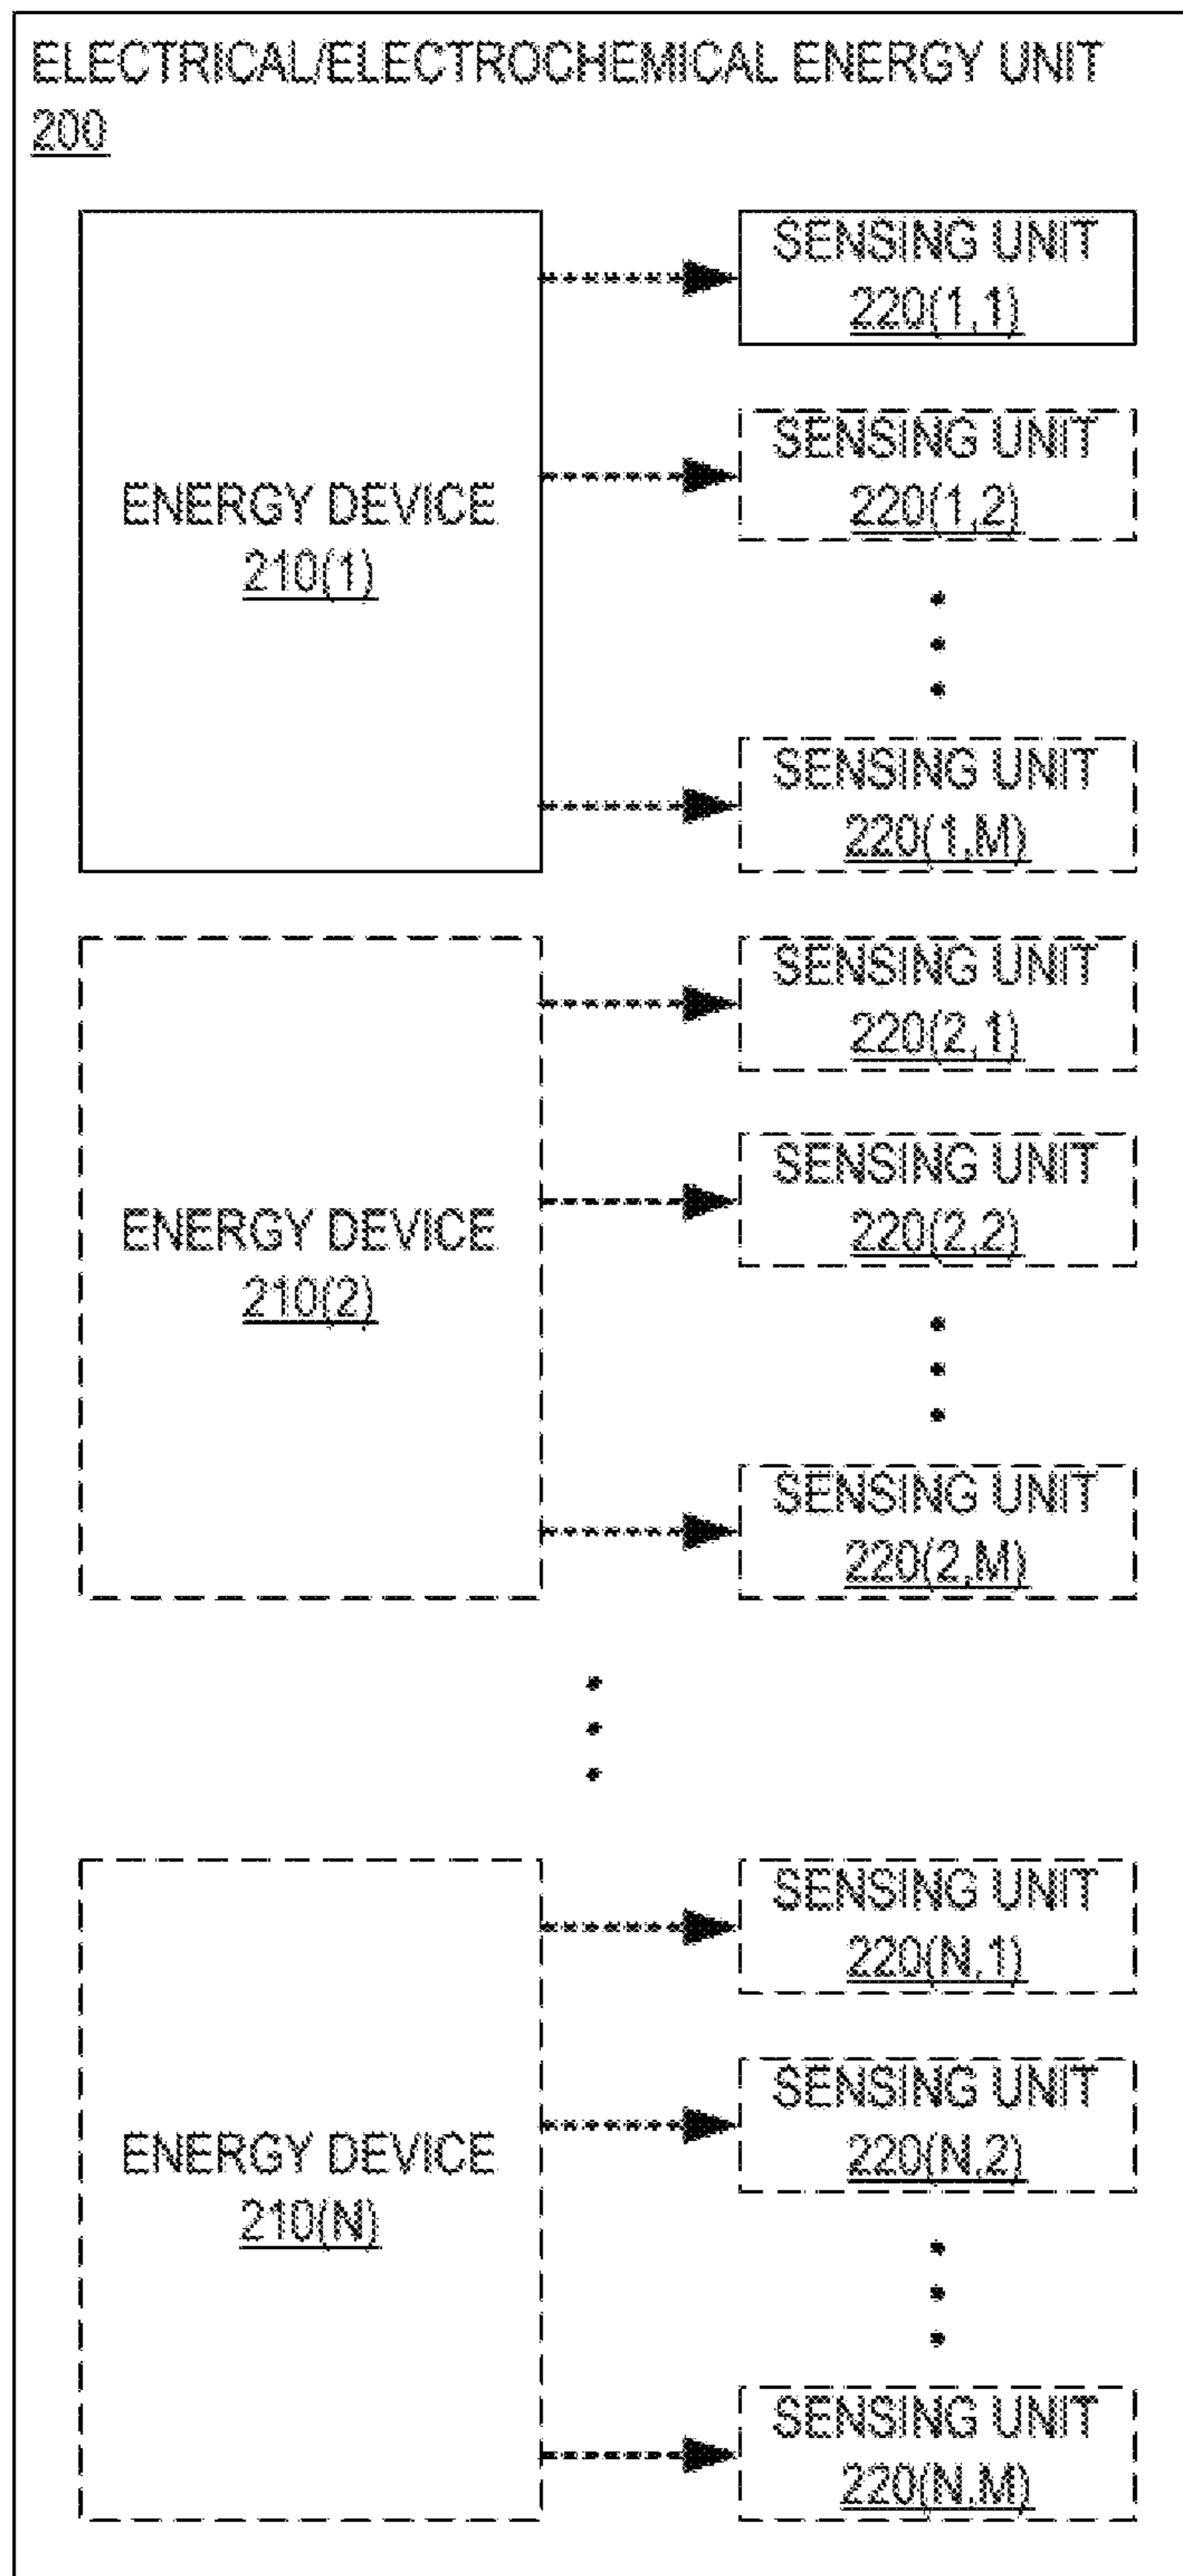 ELECTRICAL/ELECTROCHEMICAL ENERGY UNIT
200
ENERGY DEVICE
210(1)
SENSING UNIT
220(1,1)
SENSING UNIT
220(1,2)
SENSING UNIT
220(1,M)
ENERGY DEVICE
210(2)
SENSING UNIT
220(2,1)
SENSING UNIT
220(2,2)
SENSING UNIT
220(2,M)
ENERGY DEVICE
210(N)
SENSING UNIT
220(N,1)
SENSING UNIT
220(N,2)
SENSING UNIT
220(N,M)